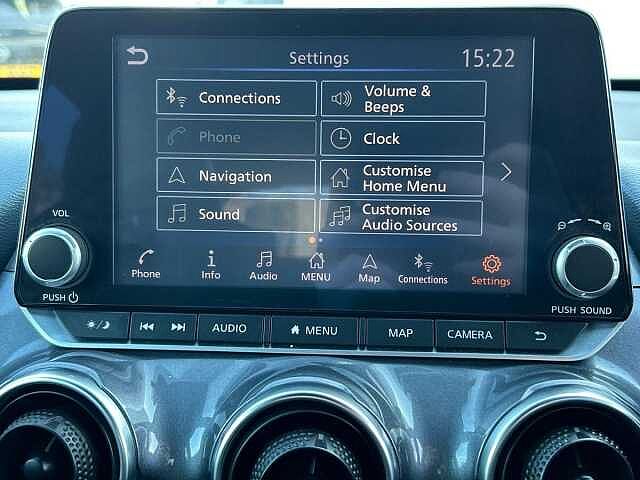 Settings
15:22
Connections
Volume &
Beeps
Phone
Clock
Navigation
Customise
Home Menu
Sound
Customise
Audio Sources
Phone
Info
Audio
MENU
Map
Connections
Settings
VOL
PUSH
PUSH SOUND
AUDIO
MENU
MAP
CAMERA